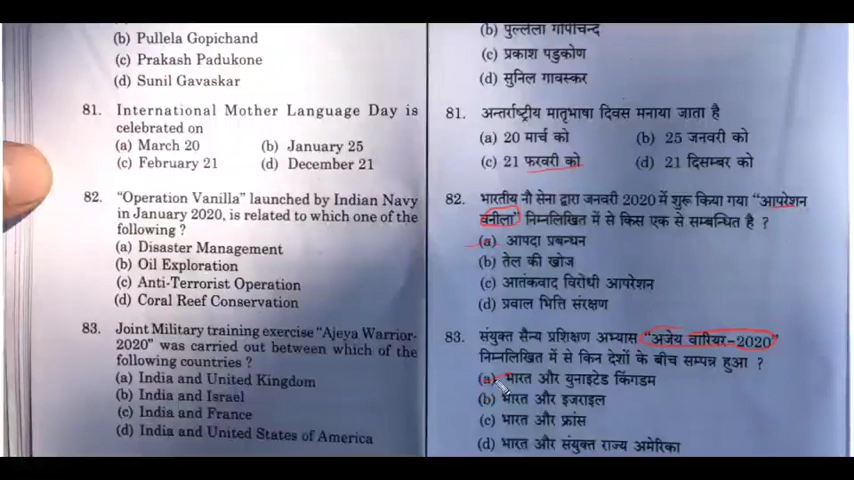 (b) Pullela Gopichand
(c) Prakash Padukone
(d) Sunil Gavaskar
81. International Mother Language Day is
celebrated on
(a) March 20 (b) January 25
(c) February 21 (d) December 21
82. “Operation Vanilla” launched by Indian Navy
in January 2020, is related to which one of the
following ?
(a) Disaster Management
(b) Oil Exploration
(c) Anti-Terrorist Operation
(d) Coral Reef Conservation
83. Joint Military training exercise “Ajeya Warrior-
2020” was carried out between which of the
following countries ?
(a) India and United Kingdom
(b) India and Israel
(c) India and France
(d) India and United States of America
(b) पुल्लेला गोपीचन्द
(c) प्रकाश पडुकोण
(d) सुनिल गावस्कर
81. अन्तर्राष्ट्रीय मातृभाषा दिवस मनाया जाता है
(a) 20 मार्च को (b) 25 जनवरी को
(c) 21 फरवरी को (d) 21 दिसम्बर को
82. भारतीय नौ सेना द्वारा जनवरी 2020 में शुरू किया गया “आपरेशन
वनीला” निम्नलिखित में से किस एक से सम्बन्धित है ?
(a) आपदा प्रबन्धन
(b) तेल की खोज
(c) आतंकवाद विरोधी आपरेशन
(d) प्रवाल भित्ति संरक्षण
83. संयुक्त सैन्य प्रशिक्षण अभ्यास “अजेय वारियर-2020”
निम्नलिखित में से किन देशों के बीच सम्पन्न हुआ ?
(a) भारत और युनाइटेड किंगडम
(b) भारत और इजराइल
(c) भारत और फ्रांस
(d) भारत और संयुक्त राज्य अमेरिका